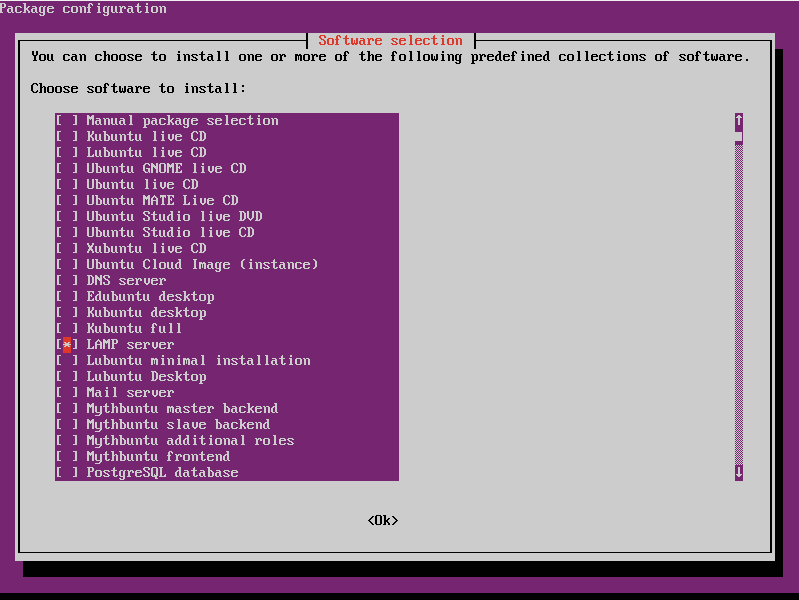 Package configuration
Software selection
You can choose to install one or more of the following predefined collections of software.
Choose software to install:
[ ] Manual package selection
[ ] Kubuntu live CD
[ ] Lubuntu live CD
[ ] Ubuntu GNOME live CD
[ ] Ubuntu live CD
[ ] Ubuntu MATE Live CD
[ ] Ubuntu Studio live DVD
[ ] Ubuntu Studio live CD
[ ] Xubuntu live CD
[ ] Ubuntu Cloud Image (instance)
[ ] DNS server
[ ] Edubuntu desktop
[ ] Kubuntu desktop
[ ] Kubuntu full
[*] LAMP server
[ ] Lubuntu minimal installation
[ ] Lubuntu Desktop
[ ] Mail server
[ ] Mythbuntu master backend
[ ] Mythbuntu slave backend
[ ] Mythbuntu additional roles
[ ] Mythbuntu frontend
[ ] PostgreSQL database
<Ok>